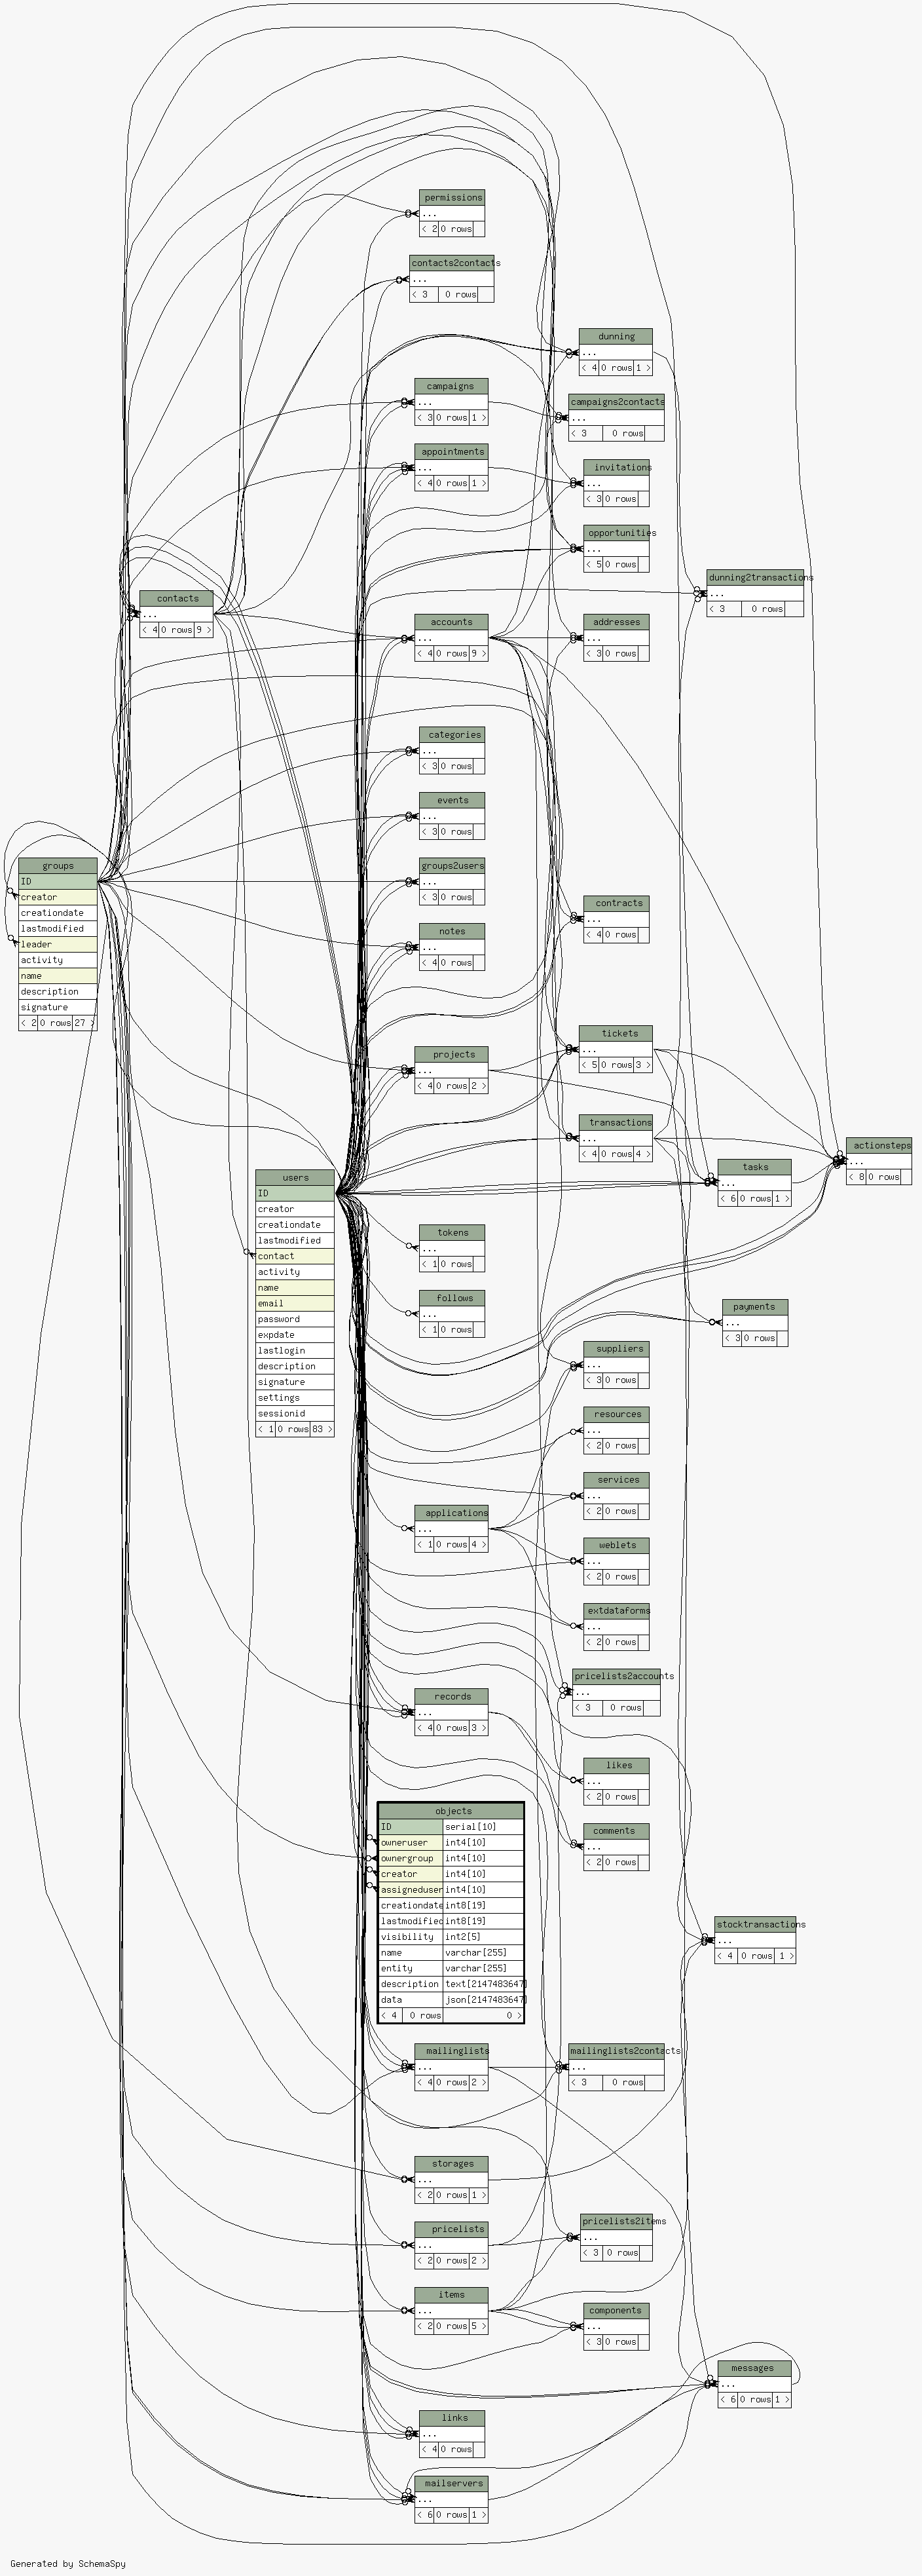 permissions
...
< 2 0 rows
contacts2contacts
...
< 3 0 rows
dunning
...
< 4 0 rows 1 >
campaigns
...
< 3 0 rows 1 >
campaigns2contacts
...
< 3 0 rows
appointments
...
< 4 0 rows 1 >
invitations
...
< 3 0 rows
opportunities
...
< 5 0 rows
dunning2transactions
...
< 3 0 rows
contacts
...
< 4 0 rows 9 >
accounts
...
< 4 0 rows 9 >
addresses
...
< 3 0 rows
categories
...
< 3 0 rows
events
...
< 3 0 rows
groups
ID
creator
creationdate
lastmodified
leader
activity
name
description
signature
< 2 0 rows 27 >
groups2users
...
< 3 0 rows
notes
...
< 4 0 rows
contracts
...
< 4 0 rows
tickets
...
< 5 0 rows 3 >
projects
...
< 4 0 rows 2 >
transactions
...
< 4 0 rows 4 >
actionsteps
...
< 8 0 rows
tasks
...
< 6 0 rows 1 >
users
ID
creator
creationdate
lastmodified
contact
activity
name
email
password
expdate
lastlogin
description
signature
settings
sessionid
< 1 0 rows 83 >
tokens
...
< 1 0 rows
follows
...
< 1 0 rows
payments
...
< 3 0 rows
suppliers
...
< 3 0 rows
resources
...
< 2 0 rows
services
...
< 2 0 rows
applications
...
< 1 0 rows 4 >
weblets
...
< 2 0 rows
extdataforms
...
< 2 0 rows
pricelists2accounts
...
< 3 0 rows
records
...
< 4 0 rows 3 >
likes
...
< 2 0 rows
comments
...
< 2 0 rows
objects
ID serial[10]
owneruser int4[10]
ownergroup int4[10]
creator int4[10]
assigneduser int4[10]
creationdate int8[19]
lastmodified int8[19]
visibility int2[5]
name varchar[255]
entity varchar[255]
description text[2147483647]
data json[2147483647]
< 4 0 rows 0 >
stocktransactions
...
< 4 0 rows 1 >
mailinglists
...
< 4 0 rows 2 >
mailinglists2contacts
...
< 3 0 rows
storages
...
< 2 0 rows 1 >
pricelists
...
< 2 0 rows 2 >
pricelists2items
...
< 3 0 rows
items
...
< 2 0 rows 5 >
components
...
< 3 0 rows
messages
...
< 6 0 rows 1 >
links
...
< 4 0 rows
mailservers
...
< 6 0 rows 1 >
Generated by SchemaSpy